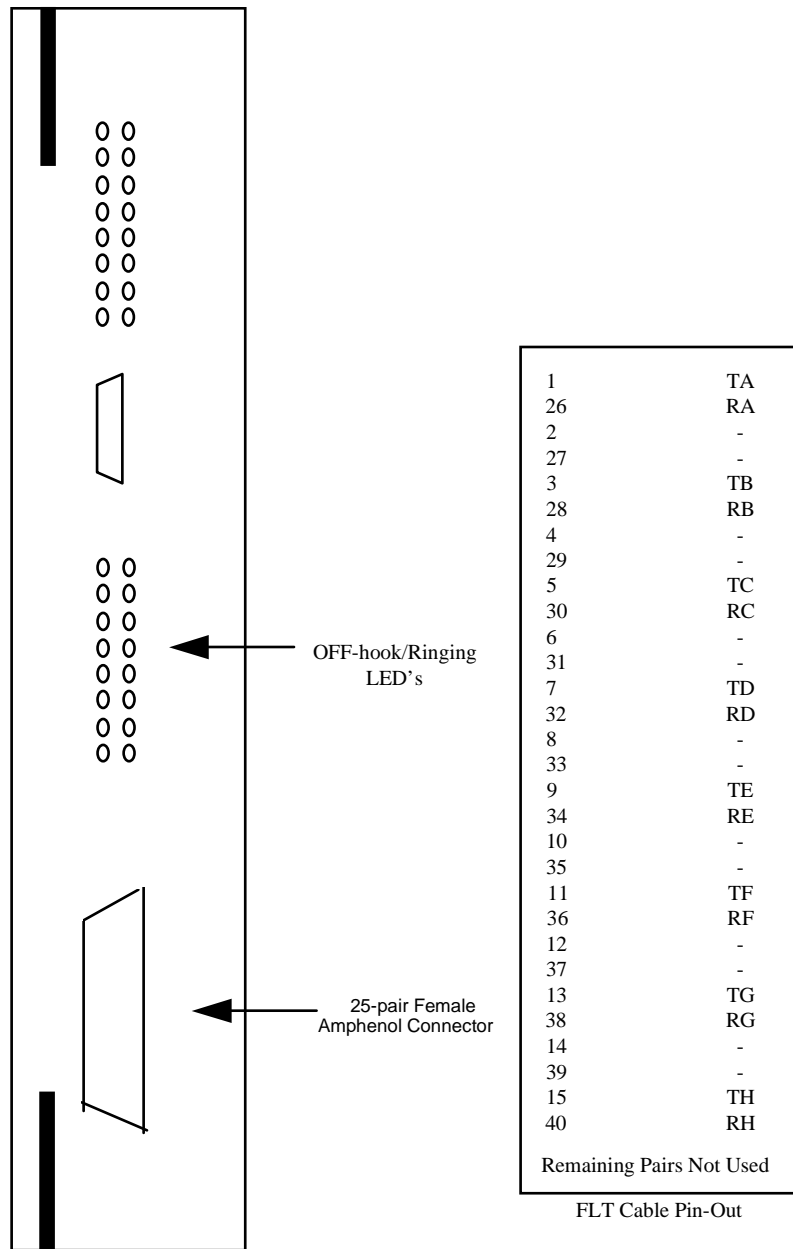 OFF-hook/Ringing
LED’s
25-pair Female
Amphenol Connector
1 TA
26 RA
2 -
27 -
3 TB
28 RB
4 -
29 -
5 TC
30 RC
6 -
31 -
7 TD
32 RD
8 -
33 -
9 TE
34 RE
10 -
35 -
11 TF
36 RF
12 -
37 -
13 TG
38 RG
14 -
39 -
15 TH
40 RH
Remaining Pairs Not Used
FLT Cable Pin-Out